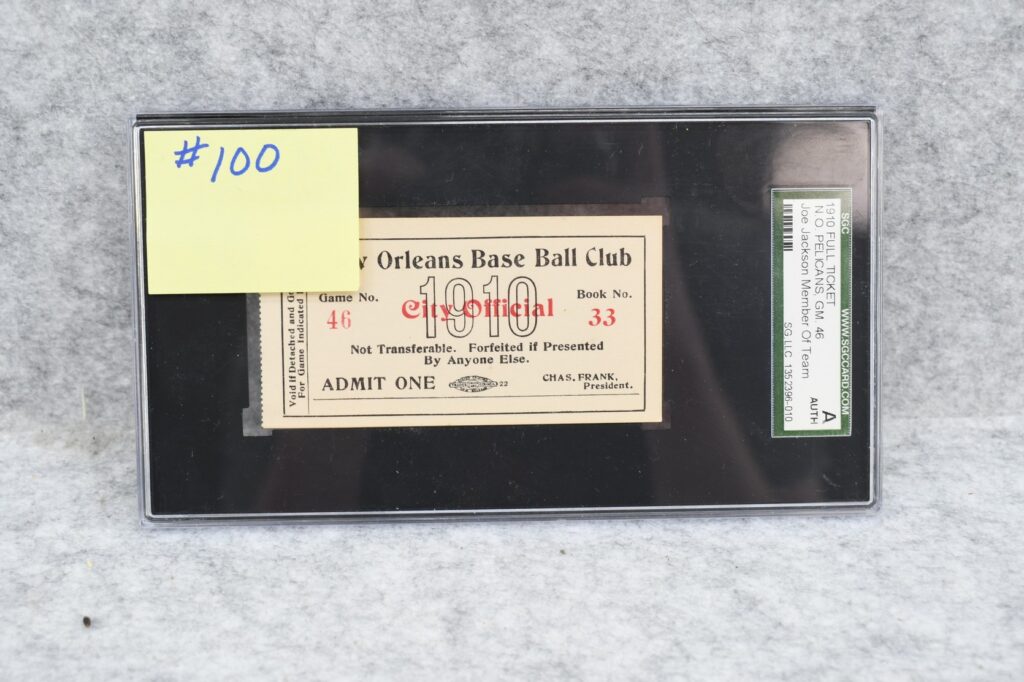 #100
w Orleans Base Ball Club
Game No.
46
1910
City Official
Book No.
33
Not Transferable. Forfeited if Presented
By Anyone Else.
ADMIT ONE
22
CHAS. FRANK,
President.
Void if Detached and
For Game Indicated
SGC
WWW.SGCCARD.COM
1910 FULL TICKET
N.O. PELICANS, GM. 46
Joe Jackson Member Of Team
A
AUTH
SG LLC 1352396-010